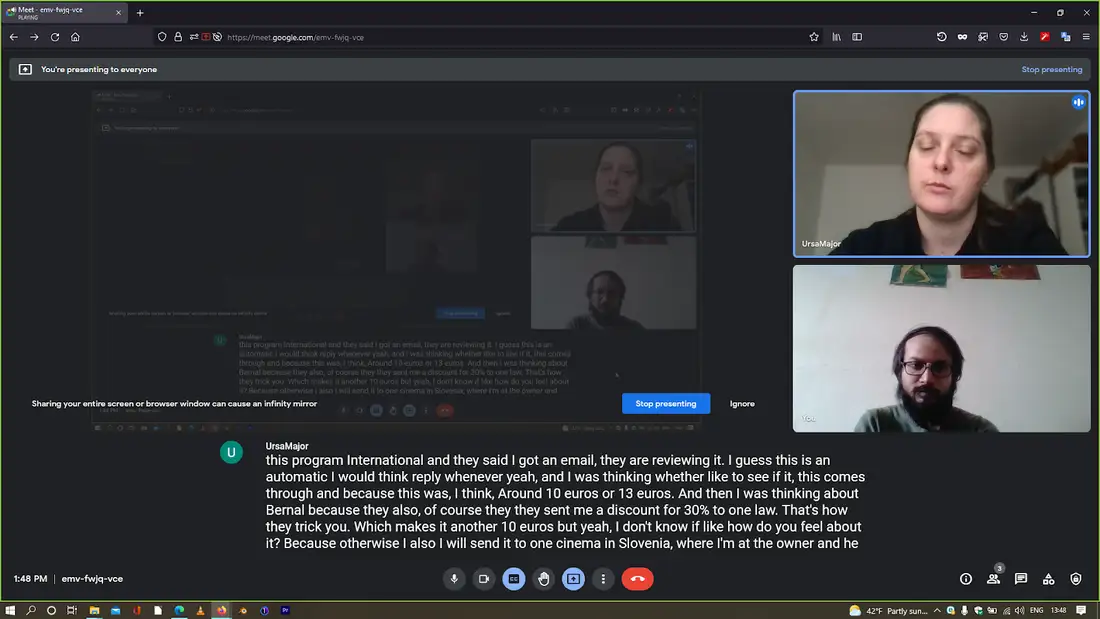 Meet - emv-fwjq-vce
PLAYING
https://meet.google.com/emv-fwjq-vce
You're presenting to everyone
Stop presenting
UrsaMajor
You
Sharing your entire screen or browser window can cause an infinity mirror
Stop presenting
Ignore
U
UrsaMajor
this program International and they said I got an email, they are reviewing it. I guess this is an
automatic I would think reply whenever yeah, and I was thinking whether like to see if it, this comes
through and because this was, I think, Around 10 euros or 13 euros. And then I was thinking about
Bernal because they also, of course they they sent me a discount for 30% to one law. That's how
they trick you. Which makes it another 10 euros but yeah, I don't know if like how do you feel about
it? Because otherwise I also I will send it to one cinema in Slovenia, where I'm at the owner and he
1:48 PM | emv-fwjq-vce
3
42°F Partly sun... ENG 13:48